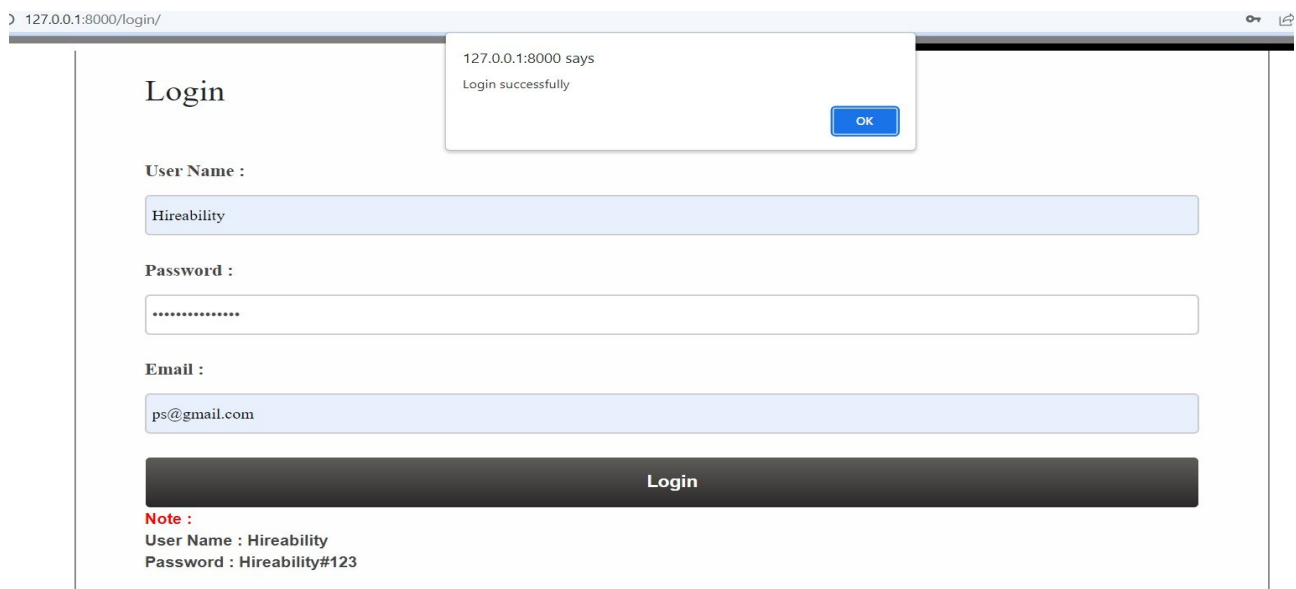 127.0.0.1:8000/login/
127.0.0.1:8000 says
Login successfully
OK
Login
User Name :
Hireability
Password :
•••••••••••••••
Email :
ps@gmail.com
Login
Note :
User Name : Hireability
Password : Hireability#123